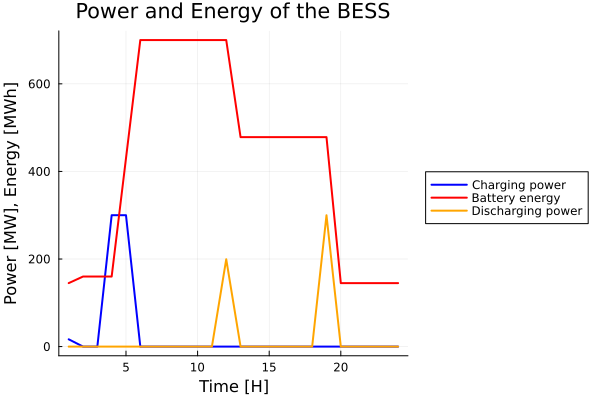 Power and Energy of the BESS
Power [MW], Energy [MWh]
600
400
200
0
5
10
15
20
Time [H]
Charging power
Battery energy
Discharging power